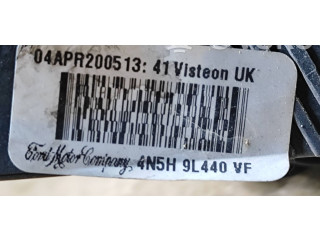 04APR200513:41 Visteon UK
Ford Motor Company 4N5H 9L440 VF